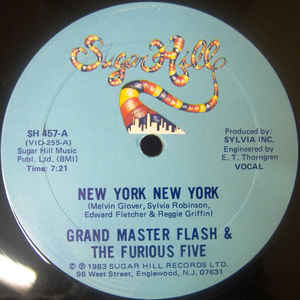 Sugar Hill
SH 457-A
(VID-255-A)
Sugar Hill Music
Publ. Ltd. (BMI)
Time: 7:21
Produced by:
SYLVIA INC.
Engineered by
E. T. Thorngren
VOCAL
NEW YORK NEW YORK
(Melvin Glover, Sylvia Robinson,
Edward Fletcher & Reggie Griffin)
GRAND MASTER FLASH &
THE FURIOUS FIVE
© ℗ 1983 SUGAR HILL RECORDS LTD.
96 West Street, Englewood, N.J. 07631